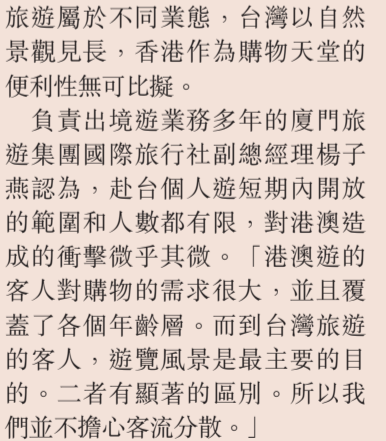 旅遊屬於不同業態，台灣以自然
景觀見長，香港作為購物天堂的
便利性無可比擬。
負責出境遊業務多年的廈門旅
遊集團國際旅行社副總經理楊子
燕認為，赴台個人遊短期內開放
的範圍和人數都有限，對港澳造
成的衝擊微乎其微。「港澳遊的
客人對購物的需求很大，並且覆
蓋了各個年齡層。而到台灣旅遊
的客人，遊覽風景是最主要的目
的。二者有顯著的區別。所以我
們並不擔心客流分散。」